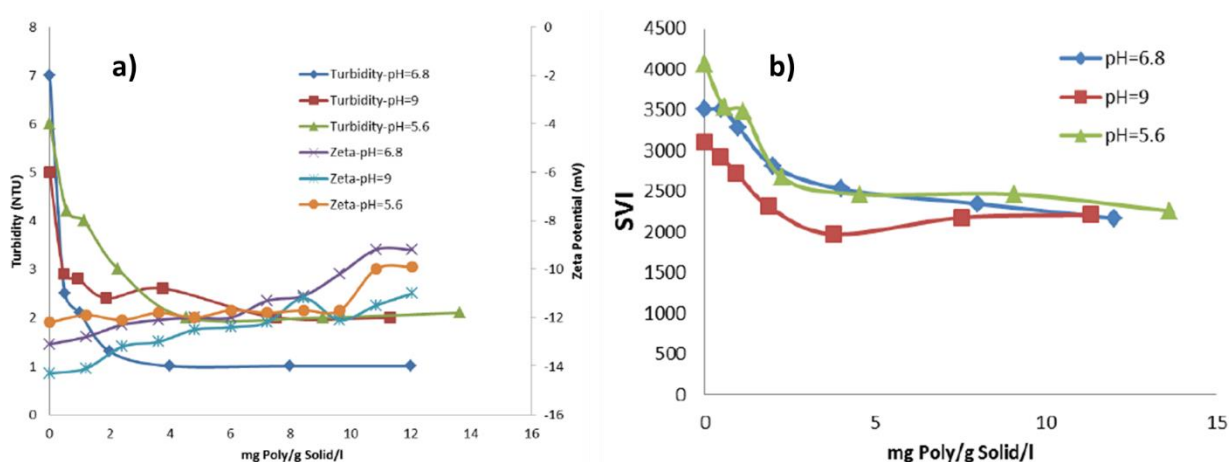 a)
Turbidity-pH=6.8
Turbidity-pH=9
Turbidity-pH=5.6
Zeta-pH=6.8
Zeta-pH=9
Zeta-pH=5.6
Turbidity (NTU)
8
7
6
5
4
3
2
1
0
0
-2
-4
-6
-8
-10
-12
-14
-16
Zeta Potential (mV)
0 2 4 6 8 10 12 14 16
mg Poly/g Solid/l
b)
pH=6.8
pH=9
pH=5.6
SVI
4500
4000
3500
3000
2500
2000
1500
1000
500
0
0 5 10 15
mg Poly/g Solid/l